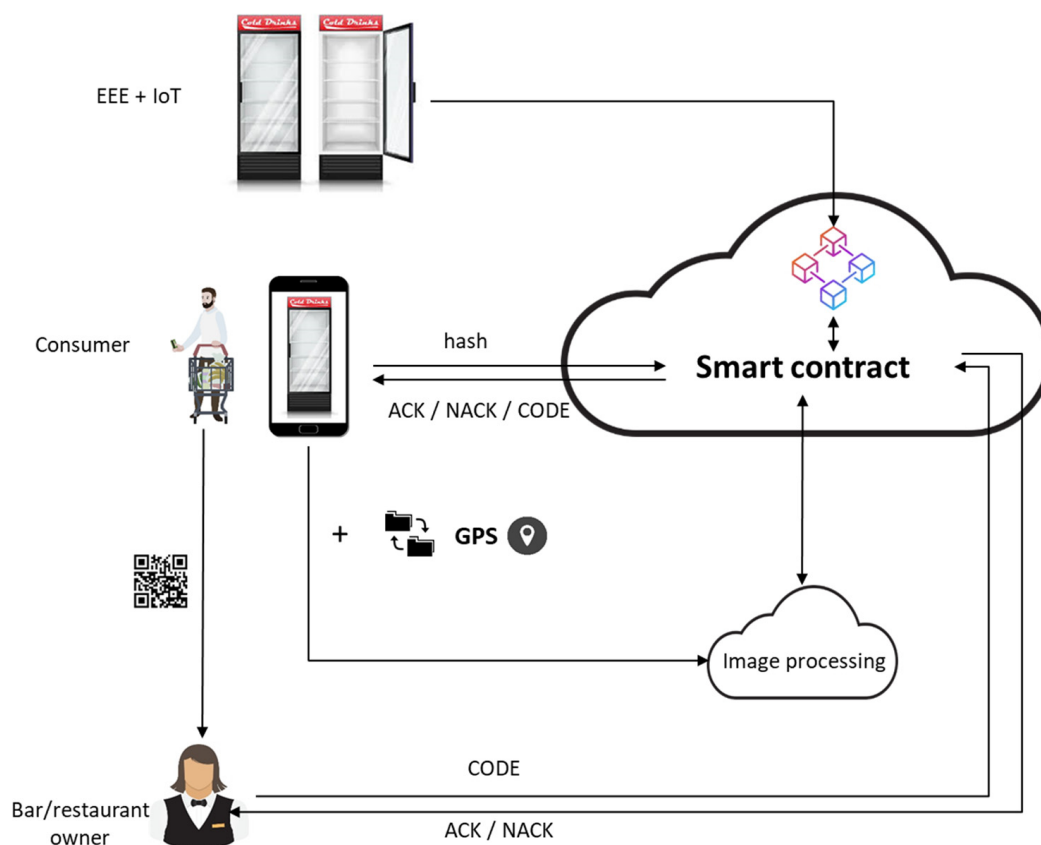 Cold Drinks
Cold Drinks
EEE + IoT
Cold Drinks
Consumer
hash
Smart contract
ACK / NACK / CODE
+
GPS
Image processing
CODE
Bar/restaurant
owner
ACK / NACK